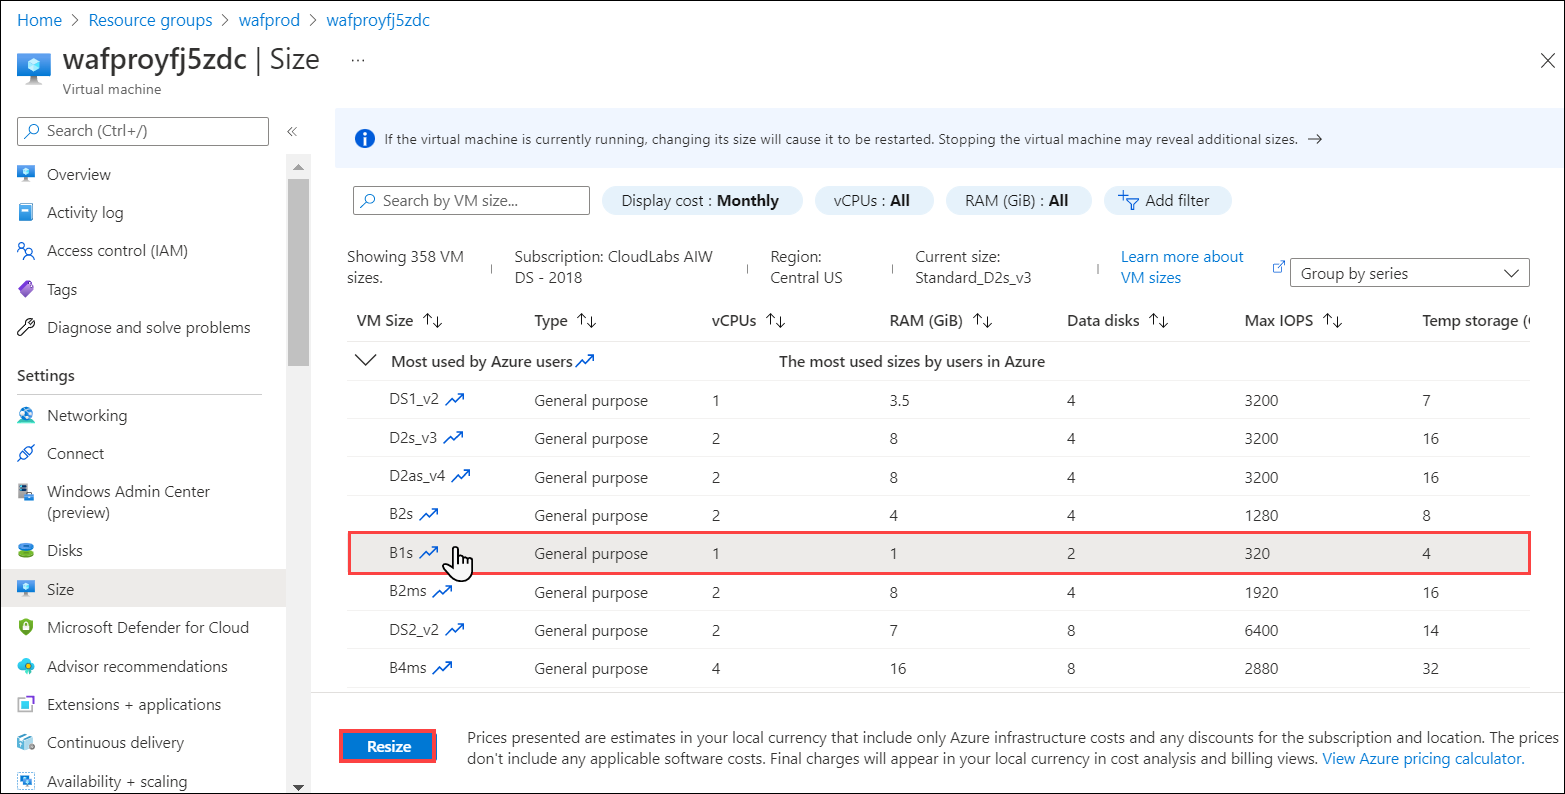 Home > Resource groups > wafprod > wafproyfj5zdc
wafproyfj5zdc | Size ...
Virtual machine
Search (Ctrl+/)
Overview
Activity log
Access control (IAM)
Tags
Diagnose and solve problems
Settings
Networking
Connect
Windows Admin Center
(preview)
Disks
Size
Microsoft Defender for Cloud
Advisor recommendations
Extensions + applications
Continuous delivery
Availability + scaling
If the virtual machine is currently running, changing its size will cause it to be restarted. Stopping the virtual machine may reveal additional sizes. →
Search by VM size... Display cost : Monthly vCPUs : All RAM (GiB) : All Add filter
Showing 358 VM
sizes.
Subscription: CloudLabs AIW
DS - 2018
Region:
Central US
Current size:
Standard_D2s_v3
Learn more about
VM sizes
Group by series
VM Size ↑↓ Type ↑↓ vCPUs ↑↓ RAM (GiB) ↑↓ Data disks ↑↓ Max IOPS ↑↓ Temp storage (
Most used by Azure users The most used sizes by users in Azure
DS1_v2 General purpose 1 3.5 4 3200 7
D2s_v3 General purpose 2 8 4 3200 16
D2as_v4 General purpose 2 8 4 3200 16
B2s General purpose 2 4 4 1280 8
B1s General purpose 1 1 2 320 4
B2ms General purpose 2 8 4 1920 16
DS2_v2 General purpose 2 7 8 6400 14
B4ms General purpose 4 16 8 2880 32
Resize
Prices presented are estimates in your local currency that include only Azure infrastructure costs and any discounts for the subscription and location. The prices
don't include any applicable software costs. Final charges will appear in your local currency in cost analysis and billing views. View Azure pricing calculator.